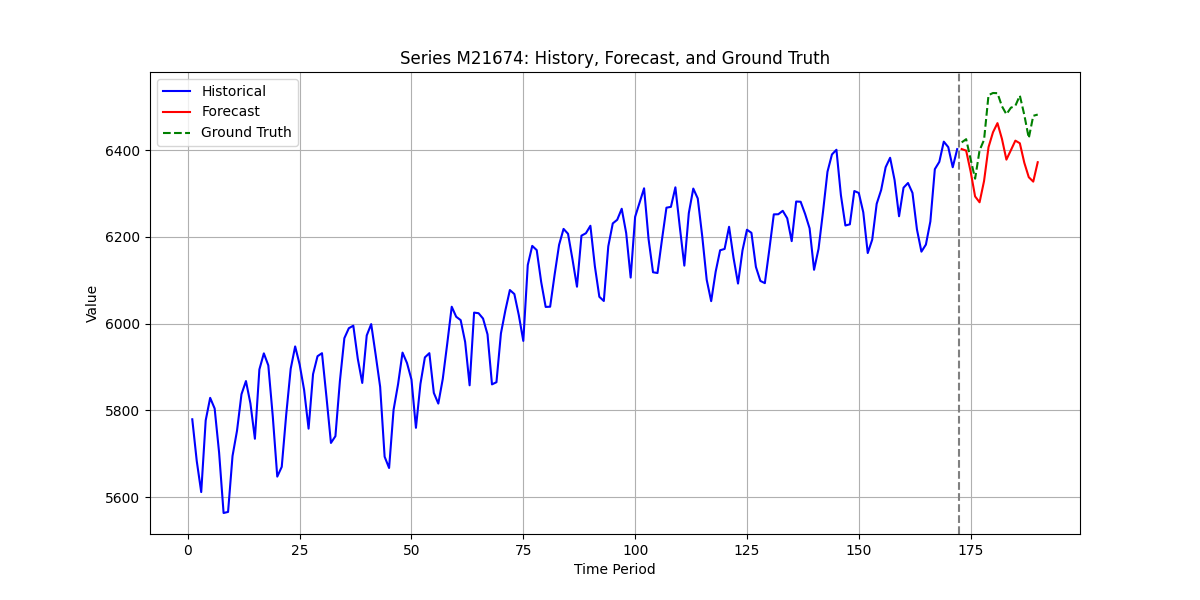 Series M21674: History, Forecast, and Ground Truth
Historical
Forecast
Ground Truth
Value
6400
6200
6000
5800
5600
0 25 50 75 100 125 150 175
Time Period